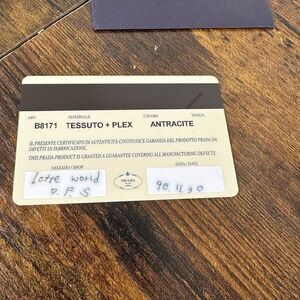 ART. MATERIALE COLORE TAGLIA
B8171 TESSUTO + PLEX ANTRACITE
IL PRESENTE CERTIFICATO DI AUTENTICITÀ COSTITUISCE GARANZIA DEL PRODOTTO PRADA DA
DIFETTI DI FABBRICAZIONE.
THIS PRADA PRODUCT IS GRANTED A GUARANTEE COVERING ALL MANUFACTURING DEFECTS.
NEGOZIO / SHOP DATA / DATE
Lotte world
D.F.S
PRADA
98.11.30